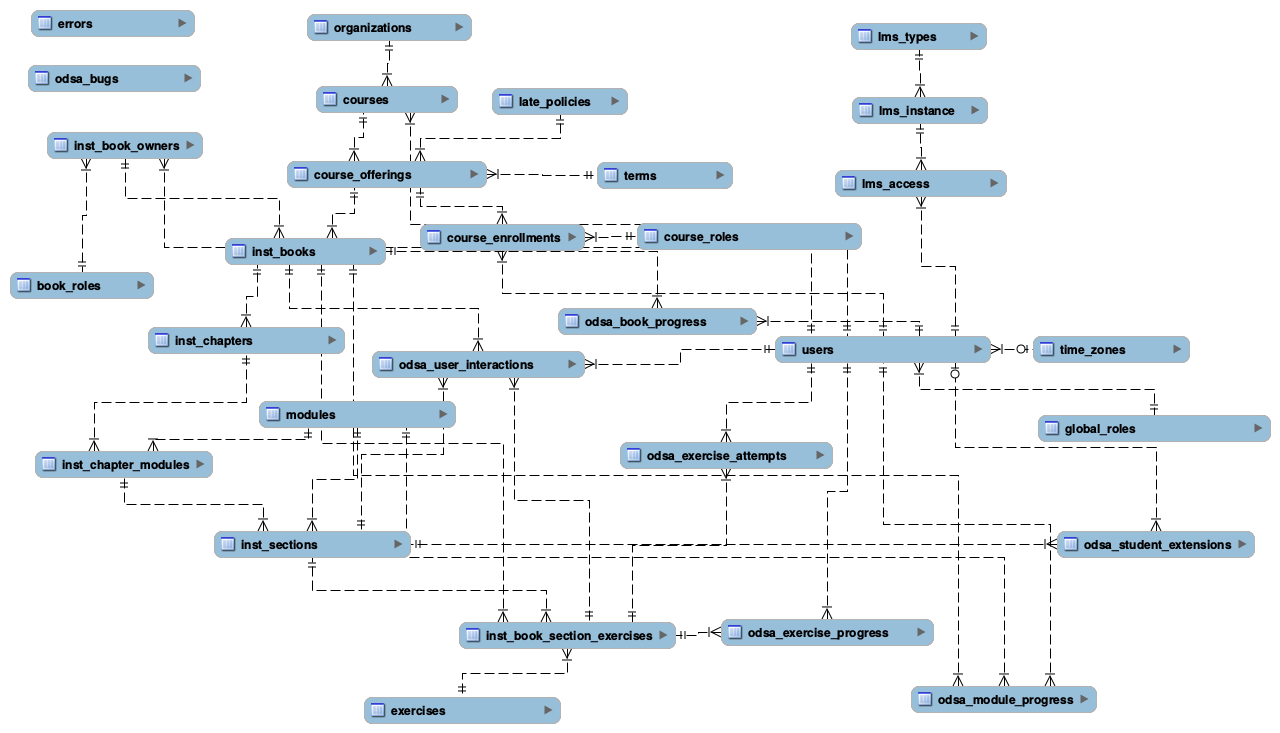 errors
organizations
lms_types
odsa_bugs
courses
late_policies
lms_instance
inst_book_owners
course_offerings
terms
lms_access
inst_books
course_enrollments
course_roles
book_roles
odsa_book_progress
inst_chapters
odsa_user_interactions
users
time_zones
modules
global_roles
inst_chapter_modules
odsa_exercise_attempts
inst_sections
odsa_student_extensions
inst_book_section_exercises
odsa_exercise_progress
exercises
odsa_module_progress